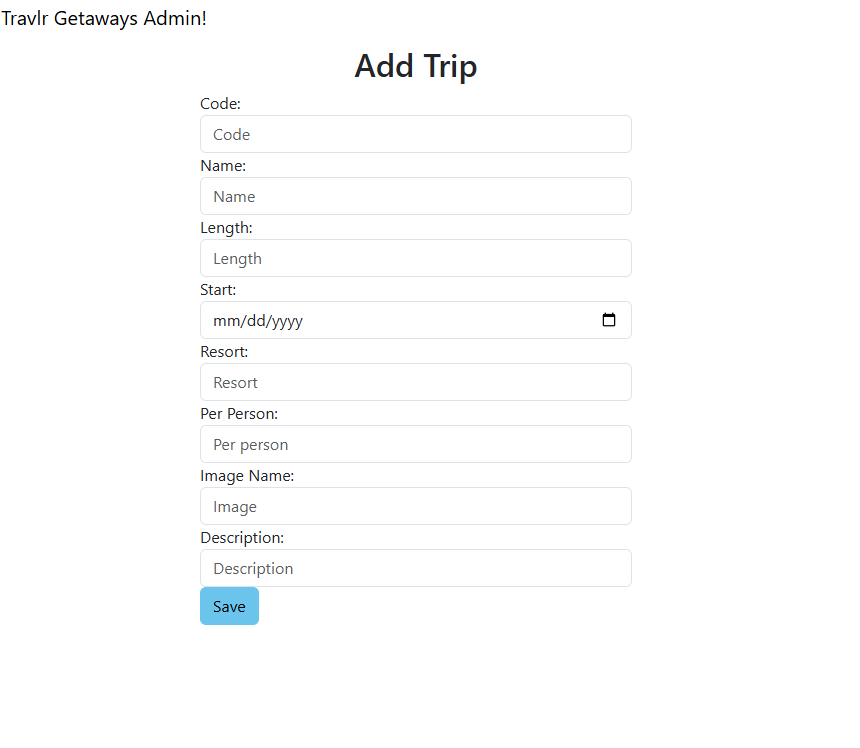 Travlr Getaways Admin!
Add Trip
Code:
Code
Name:
Name
Length:
Length
Start:
mm/dd/yyyy
Resort:
Resort
Per Person:
Per person
Image Name:
Image
Description:
Description
Save